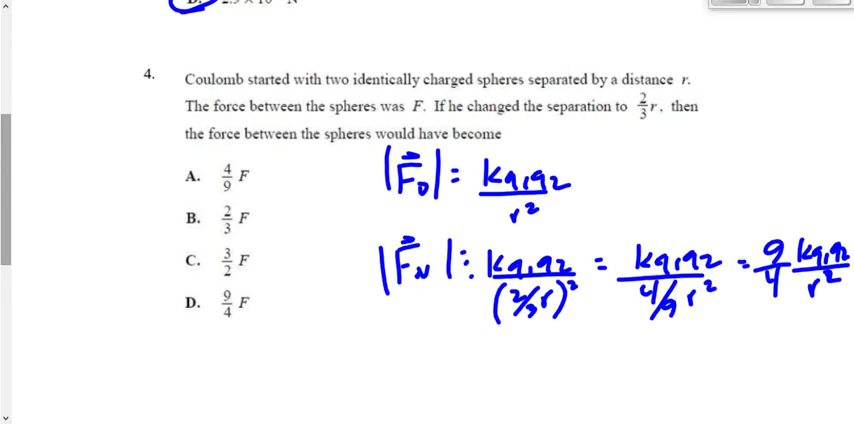 4.
Coulomb started with two identically charged spheres separated by a distance r.
The force between the spheres was F. If he changed the separation to 2/3 r, then
the force between the spheres would have become
A. 4/9 F
B. 2/3 F
C. 3/2 F
D. 9/4 F
|F⃗₀| = kq₁q₂/r²
|F⃗_N| = kq₁q₂/(2/3 r)² = kq₁q₂/(4/9 r²) = 9/4 kq₁q₂/r²